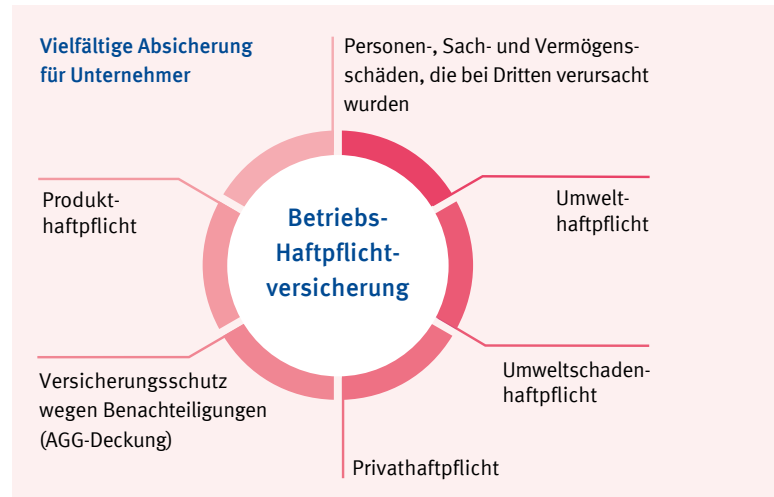 Vielfältige Absicherung
für Unternehmer
Personen-, Sach- und Vermögens-
schäden, die bei Dritten verursacht
wurden
Umwelt-
haftpflicht
Umweltschaden-
haftpflicht
Privathaftpflicht
Versicherungsschutz
wegen Benachteiligungen
(AGG-Deckung)
Produkt-
haftpflicht
Betriebs-
Haftpflicht-
versicherung